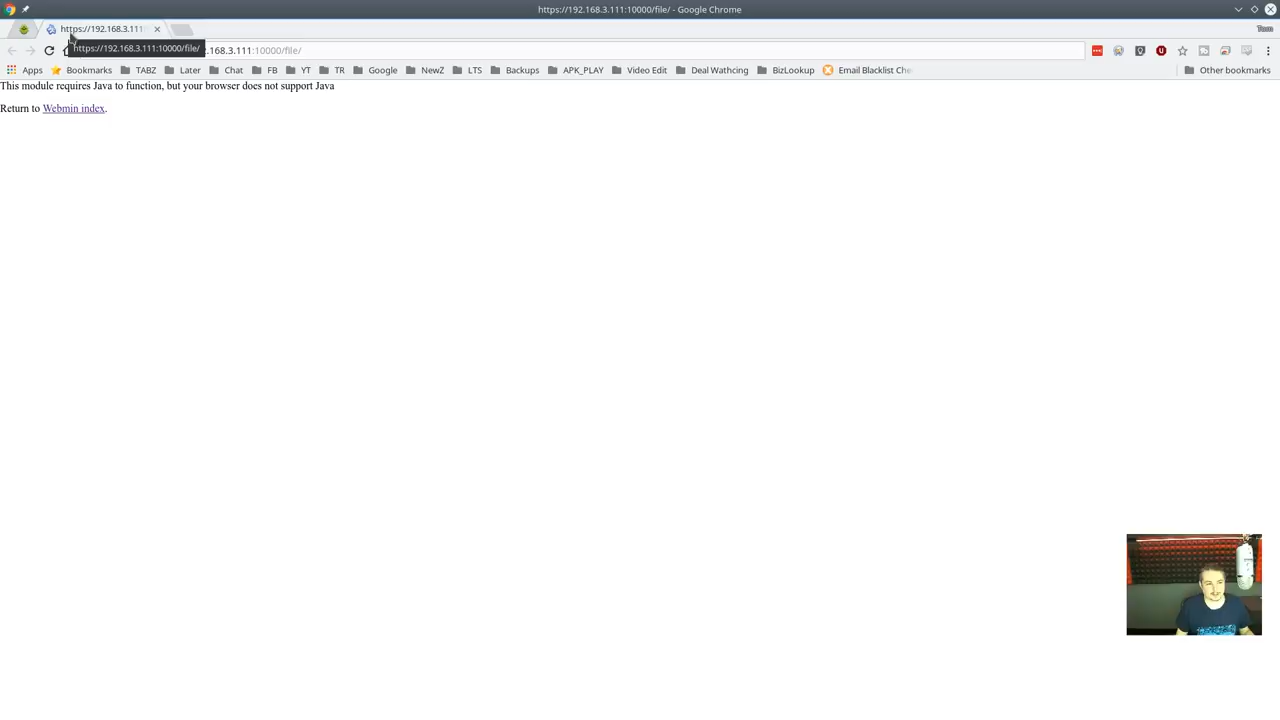 https://192.168.3.111:10000/file/ - Google Chrome
https://192.168.3.111:
Tom
https://192.168.3.111:10000/file/
.168.3.111:10000/file/
Apps Bookmarks TABZ Later Chat FB YT TR Google NewZ LTS Backups APK_PLAY Video Edit Deal Wathcing BizLookup Email Blacklist Che Other bookmarks
This module requires Java to function, but your browser does not support Java
Return to Webmin index.